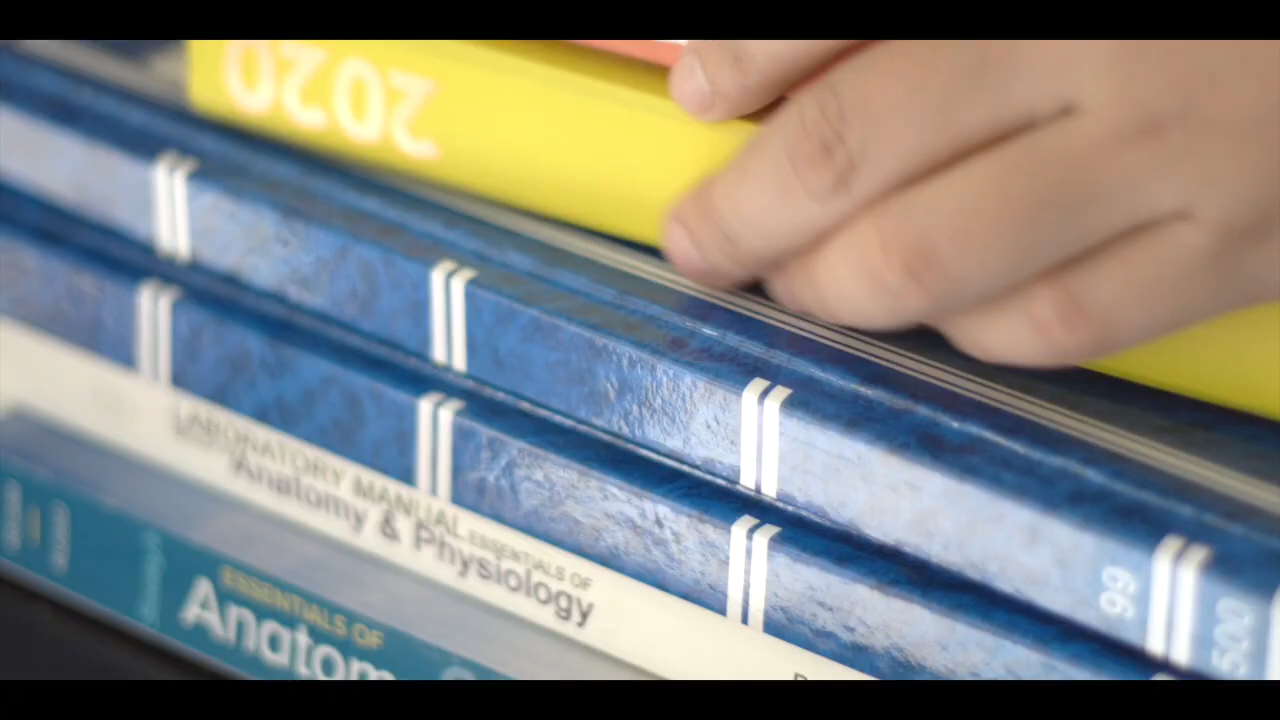 2020
99
500
LABORATORY MANUAL ESSENTIALS OF
Anatomy & Physiology
ESSENTIALS OF
Anatom